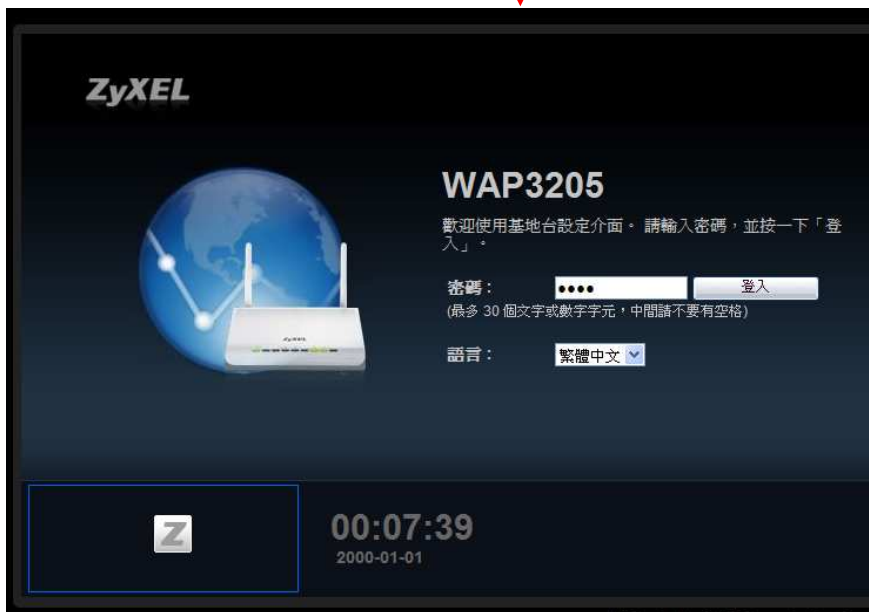 ZyXEL
WAP3205
歡迎使用基地台設定介面。 請輸入密碼，並按一下「登
入」。
密碼： •••• 登入
(最多 30 個文字或數字字元，中間請不要有空格)
語言： 繁體中文
ZyXEL
Z
00:07:39
2000-01-01